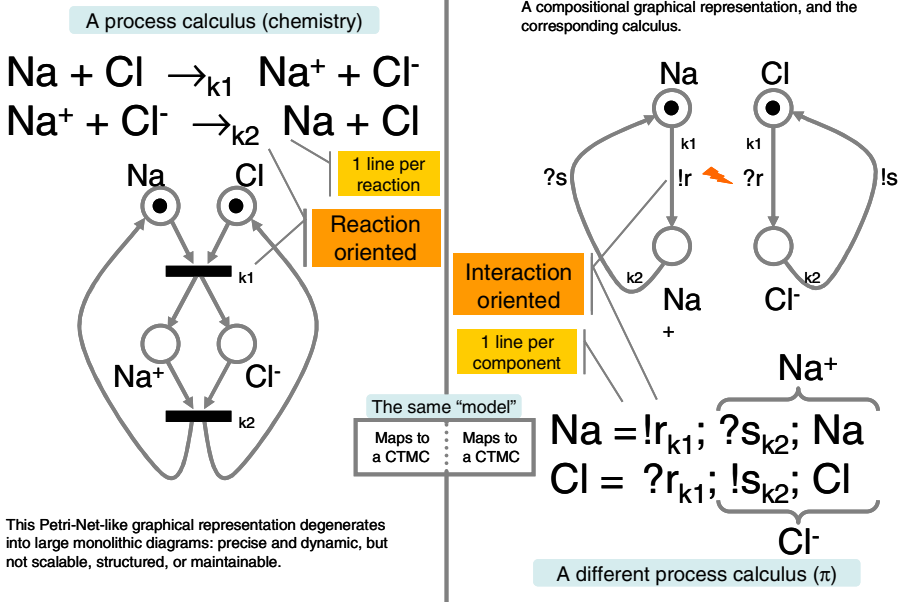 A process calculus (chemistry)
Na + Cl →k1 Na⁺ + Cl⁻
Na⁺ + Cl⁻ →k2 Na + Cl
1 line per
reaction
Reaction
oriented
Na
Cl
k1
Na⁺
Cl⁻
k2
This Petri-Net-like graphical representation degenerates
into large monolithic diagrams: precise and dynamic, but
not scalable, structured, or maintainable.
The same “model”
Maps to
a CTMC
Maps to
a CTMC
A compositional graphical representation, and the
corresponding calculus.
Na
Cl
k1
k1
?s
!r
?r
!s
k2
k2
Na
+
Cl⁻
Interaction
oriented
1 line per
component
Na⁺
Na = !rk1; ?sk2; Na
Cl = ?rk1; !sk2; Cl
Cl⁻
A different process calculus (π)